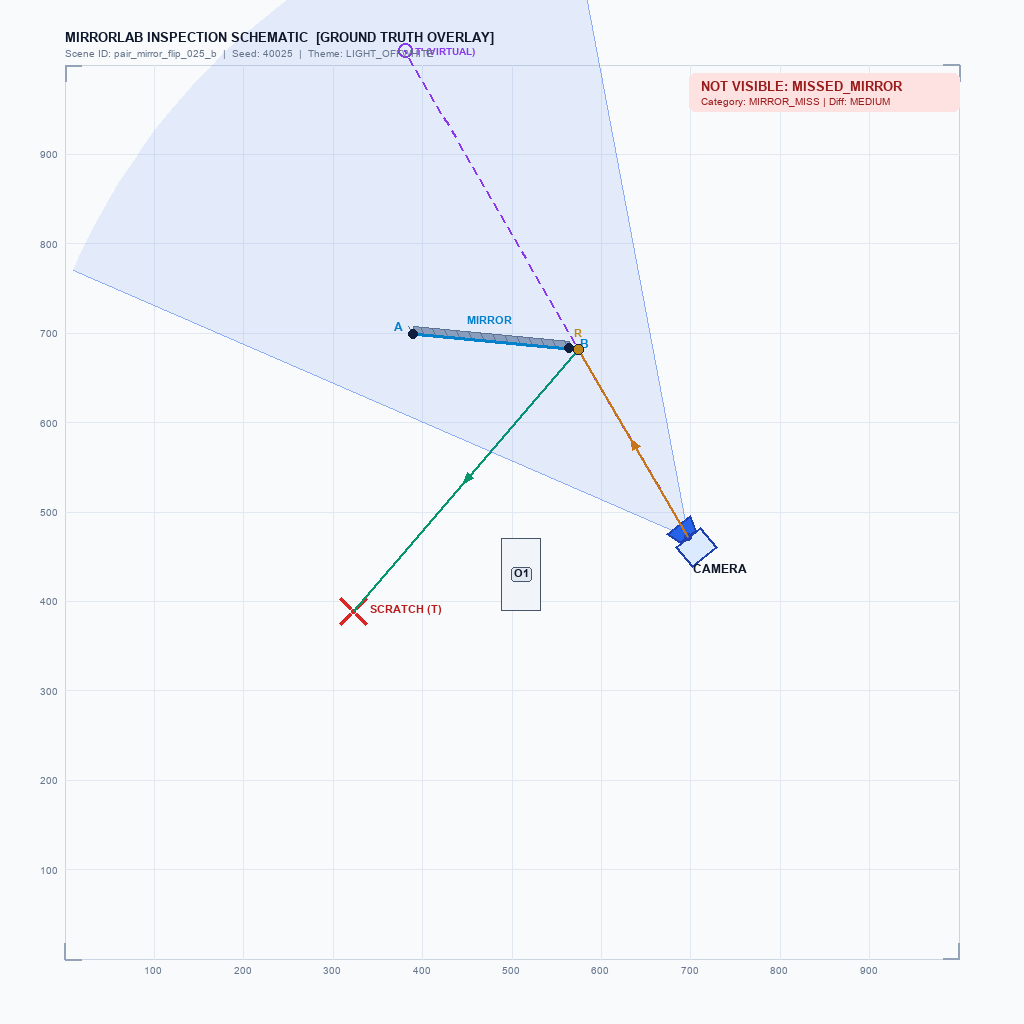 MIRRORLAB INSPECTION SCHEMATIC [GROUND TRUTH OVERLAY]
Scene ID: pair_mirror_flip_025_b | Seed: 40025 | Theme: LIGHT_OFFWHITE
T' (VIRTUAL)
NOT VISIBLE: MISSED_MIRROR
Category: MIRROR_MISS | Diff: MEDIUM
A
MIRROR
R
B
CAMERA
O1
SCRATCH (T)
900
800
700
600
500
400
300
200
100
100 200 300 400 500 600 700 800 900